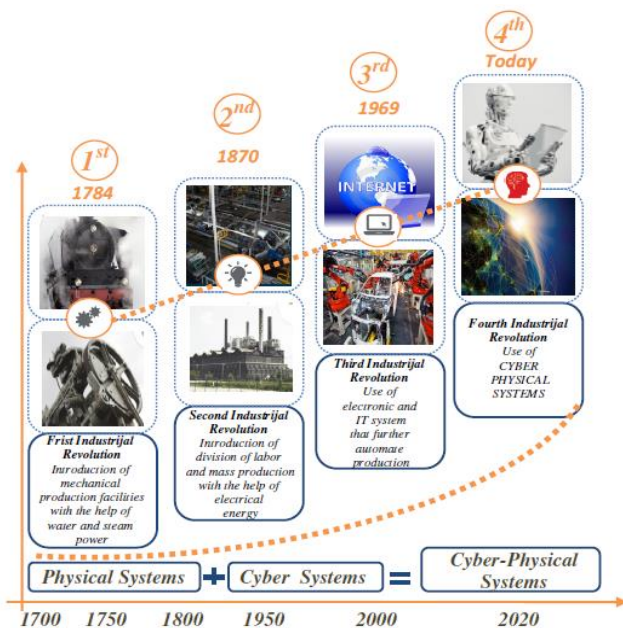 1st
1784
2nd
1870
3rd
1969
4th
Today
INTERNET
Frist Industrijal
Revolution
Inroduction of
mechanical
production facilities
with the help of
water and steam
power
Second Industrijal
Revolution
Inroduction of
division of labor
and mass production
with the help of
electrical
energy
Third Industrijal
Revolution
Use of
electronic and
IT system
that further
automate
production
Fourth Industrijal
Revolution
Use of
CYBER
PHYSICAL
SYSTEMS
Physical Systems + Cyber Systems = Cyber-Physical
Systems
1700 1750 1800 1950 2000 2020